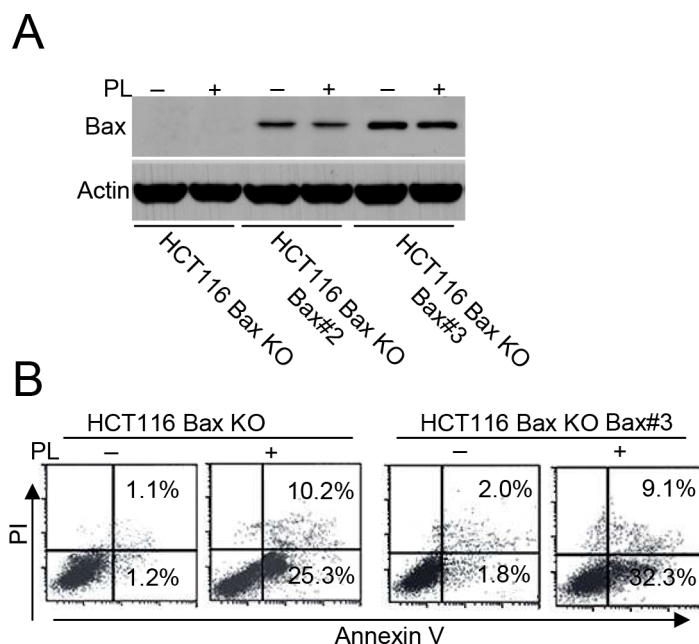 A
PL – + – + – +
Bax
Actin
HCT116 Bax KO
HCT116 Bax KO
Bax#2
HCT116 Bax KO
Bax#3
B
HCT116 Bax KO
HCT116 Bax KO Bax#3
PL – + – +
1.1% 10.2% 2.0% 9.1%
PI
1.2% 25.3% 1.8% 32.3%
Annexin V